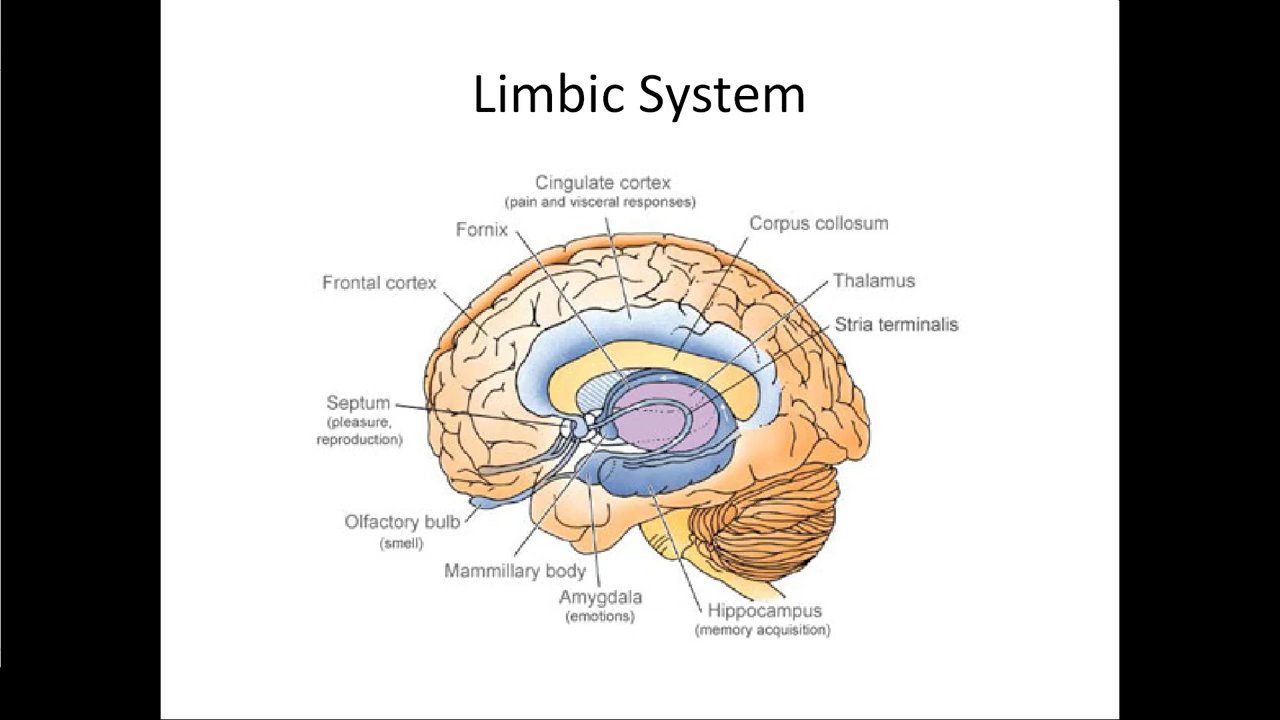 Limbic System
Cingulate cortex
(pain and visceral responses)
Fornix
Corpus collosum
Frontal cortex
Thalamus
Stria terminalis
Septum
(pleasure,
reproduction)
Olfactory bulb
(smell)
Mammillary body
Amygdala
(emotions)
Hippocampus
(memory acquisition)